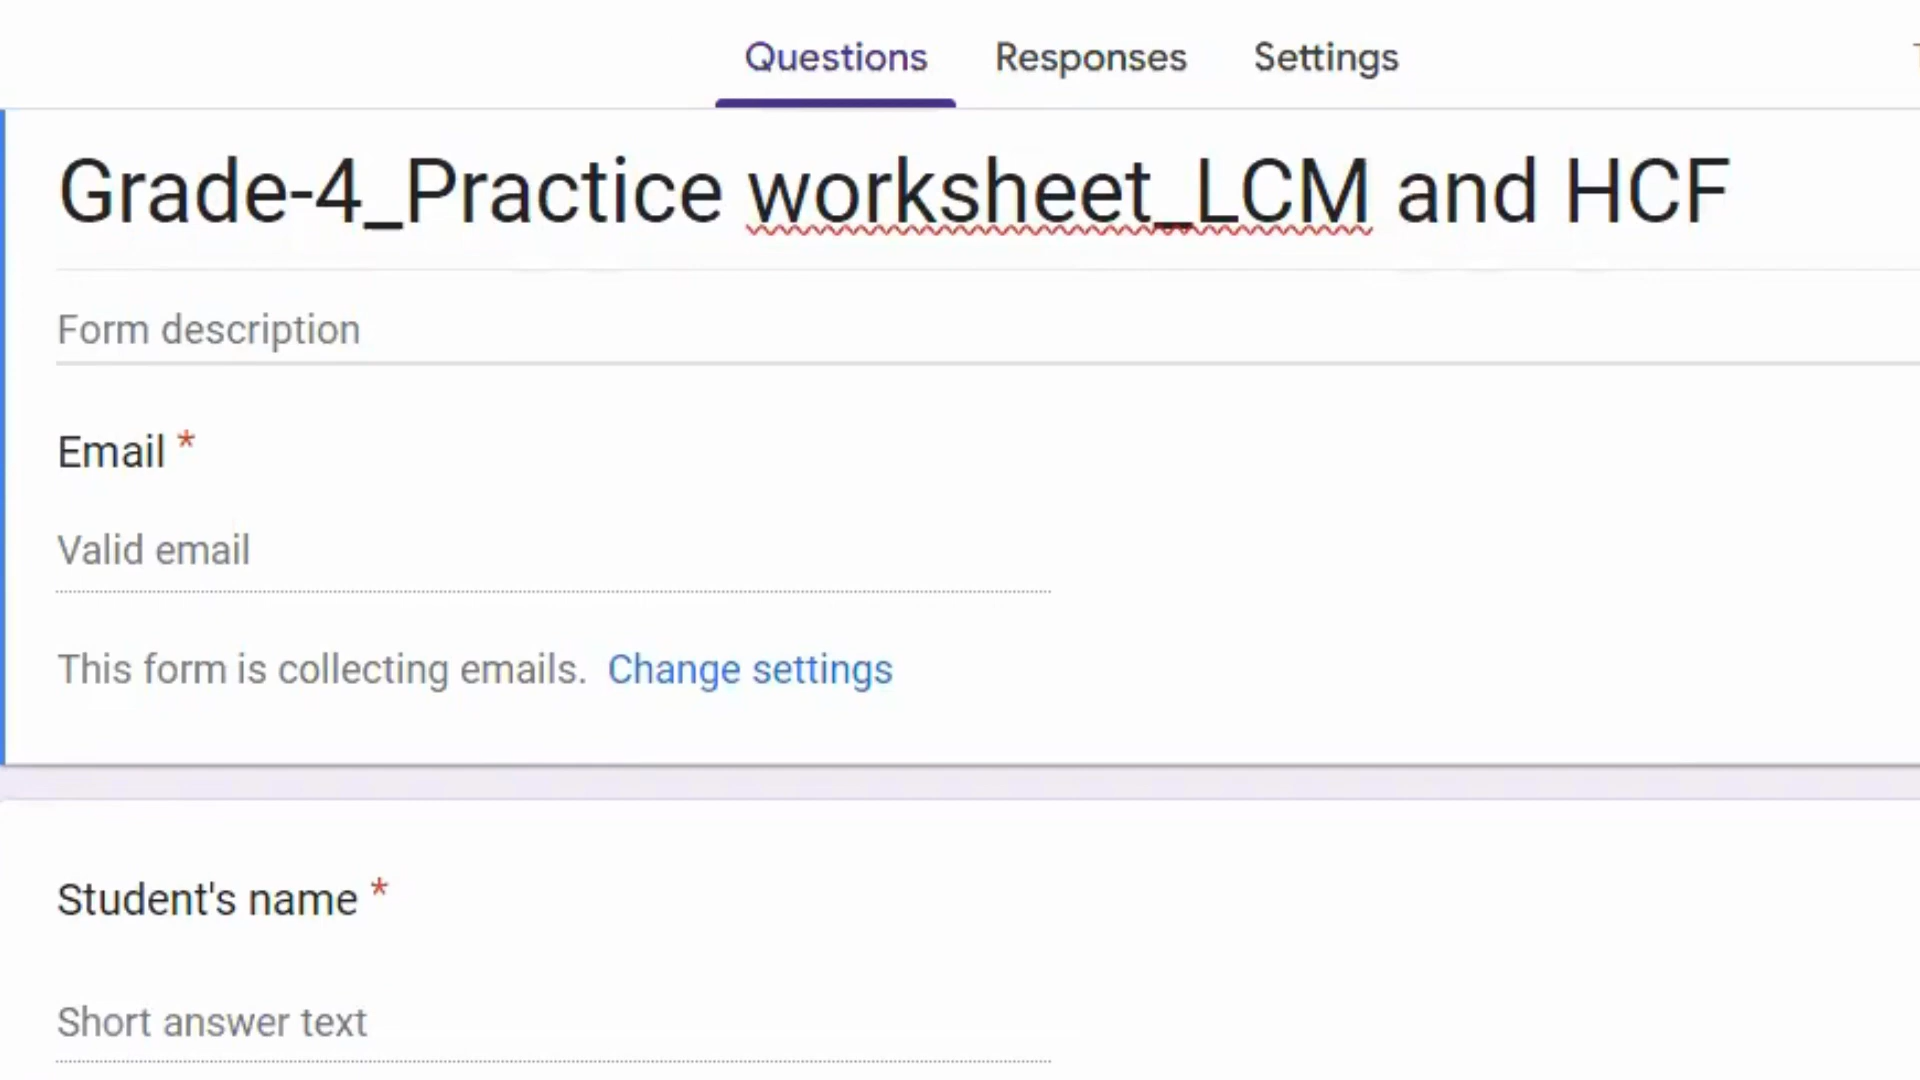 Questions Responses Settings
Grade-4_Practice worksheet_LCM and HCF
Form description
Email *
Valid email
This form is collecting emails. Change settings
Student's name *
Short answer text